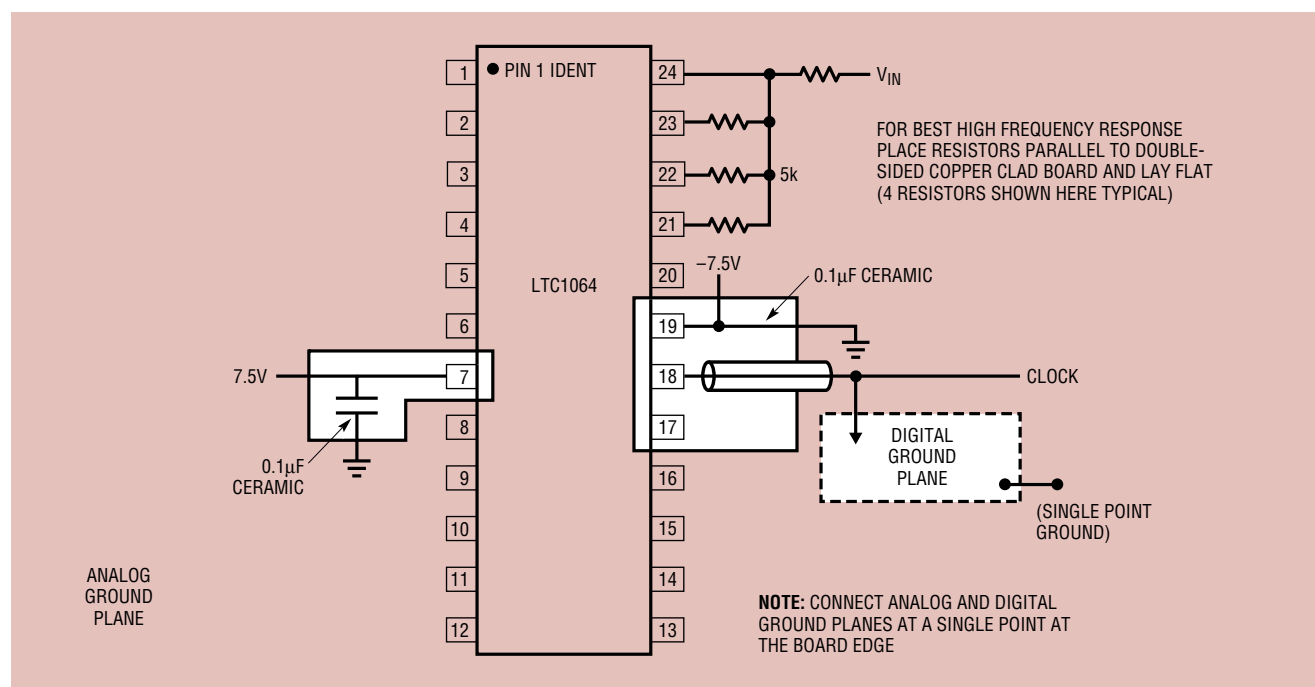 1
● PIN 1 IDENT
24
V_IN
2
23
FOR BEST HIGH FREQUENCY RESPONSE
PLACE RESISTORS PARALLEL TO DOUBLE-
SIDED COPPER CLAD BOARD AND LAY FLAT
(4 RESISTORS SHOWN HERE TYPICAL)
3
22
5k
4
21
5
LTC1064
20
–7.5V
0.1µF CERAMIC
6
19
7.5V
7
18
CLOCK
8
17
DIGITAL
GROUND
PLANE
0.1µF
CERAMIC
9
16
(SINGLE POINT
GROUND)
10
15
ANALOG
GROUND
PLANE
11
14
NOTE: CONNECT ANALOG AND DIGITAL
GROUND PLANES AT A SINGLE POINT AT
THE BOARD EDGE
12
13